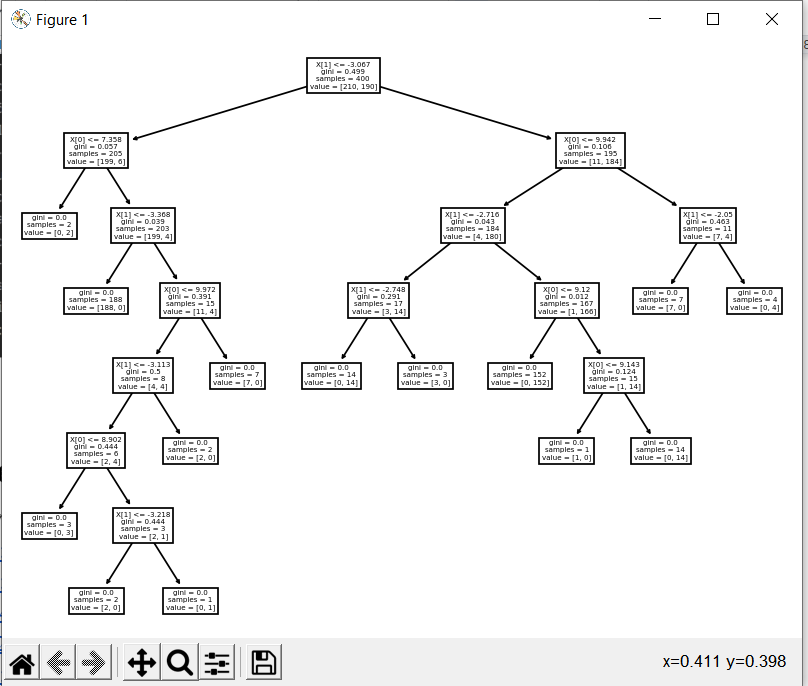 Figure 1
X[1] <= -3.067
gini = 0.499
samples = 400
value = [210, 190]
X[0] <= 7.358
gini = 0.057
samples = 205
value = [199, 6]
X[0] <= 9.942
gini = 0.106
samples = 195
value = [11, 184]
gini = 0.0
samples = 2
value = [0, 2]
X[1] <= -3.368
gini = 0.039
samples = 203
value = [199, 4]
X[1] <= -2.716
gini = 0.043
samples = 184
value = [4, 180]
X[1] <= -2.05
gini = 0.463
samples = 11
value = [7, 4]
gini = 0.0
samples = 188
value = [188, 0]
X[0] <= 9.972
gini = 0.391
samples = 15
value = [11, 4]
X[1] <= -2.748
gini = 0.291
samples = 17
value = [3, 14]
X[0] <= 9.12
gini = 0.012
samples = 167
value = [1, 166]
gini = 0.0
samples = 7
value = [7, 0]
gini = 0.0
samples = 4
value = [0, 4]
X[1] <= -3.113
gini = 0.5
samples = 8
value = [4, 4]
gini = 0.0
samples = 7
value = [7, 0]
gini = 0.0
samples = 14
value = [0, 14]
gini = 0.0
samples = 3
value = [3, 0]
gini = 0.0
samples = 152
value = [0, 152]
X[0] <= 9.143
gini = 0.124
samples = 15
value = [1, 14]
X[0] <= 8.902
gini = 0.444
samples = 6
value = [2, 4]
gini = 0.0
samples = 2
value = [2, 0]
gini = 0.0
samples = 1
value = [1, 0]
gini = 0.0
samples = 14
value = [0, 14]
gini = 0.0
samples = 3
value = [0, 3]
X[1] <= -3.218
gini = 0.444
samples = 3
value = [2, 1]
gini = 0.0
samples = 2
value = [2, 0]
gini = 0.0
samples = 1
value = [0, 1]
x=0.411 y=0.398